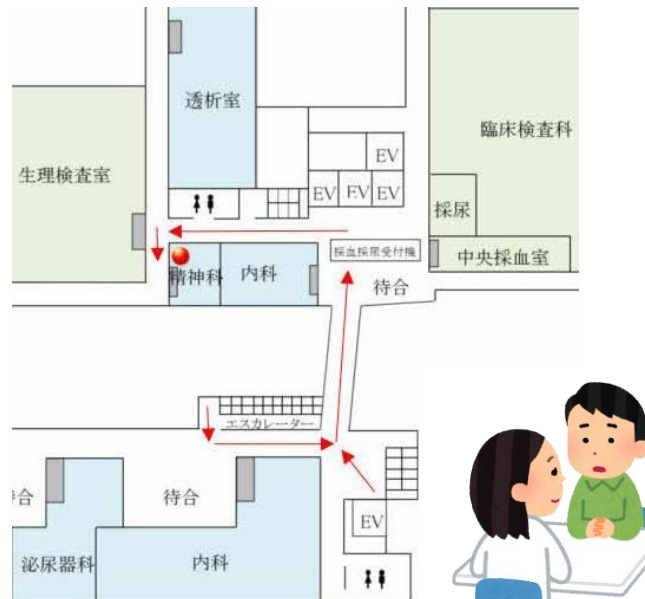 透析室
臨床検査科
生理検査室
EV
EV
EV
EV
採尿
採血採尿受付機
中央採血室
精神科
内科
待合
エスカレーター
待合
待合
EV
泌尿器科
内科